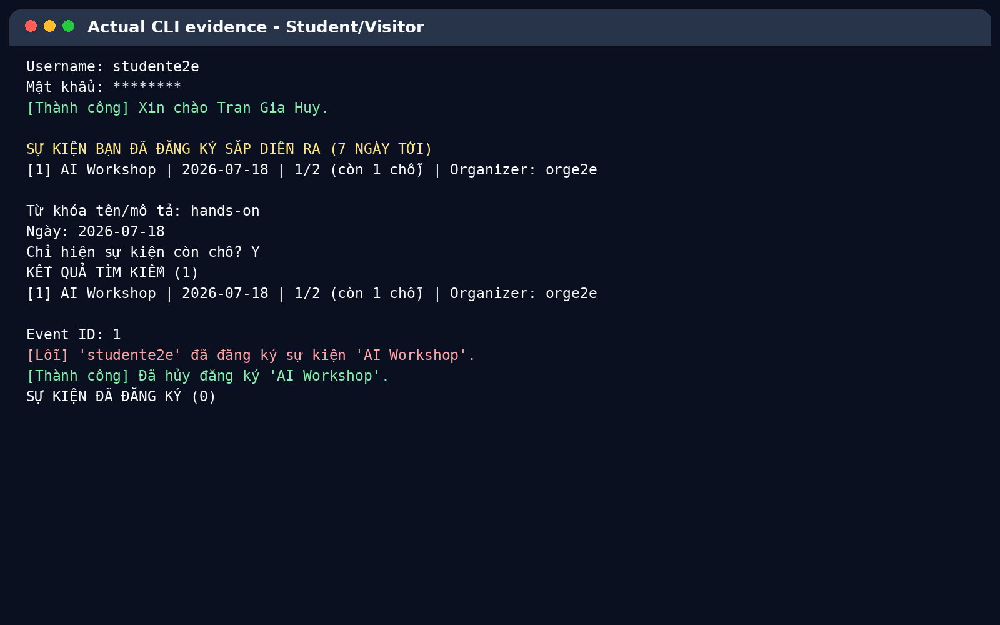 Actual CLI evidence - Student/Visitor
Username: studente2e
Mật khẩu: ********
[Thành công] Xin chào Tran Gia Huy.
SỰ KIỆN BẠN ĐÃ ĐĂNG KÝ SẮP DIỄN RA (7 NGÀY TỚI)
[1] AI Workshop | 2026-07-18 | 1/2 (còn 1 chỗ) | Organizer: orge2e
Từ khóa tên/mô tả: hands-on
Ngày: 2026-07-18
Chỉ hiện sự kiện còn chỗ? Y
KẾT QUẢ TÌM KIẾM (1)
[1] AI Workshop | 2026-07-18 | 1/2 (còn 1 chỗ) | Organizer: orge2e
Event ID: 1
[Lỗi] 'studente2e' đã đăng ký sự kiện 'AI Workshop'.
[Thành công] Đã hủy đăng ký 'AI Workshop'.
SỰ KIỆN ĐÃ ĐĂNG KÝ (0)